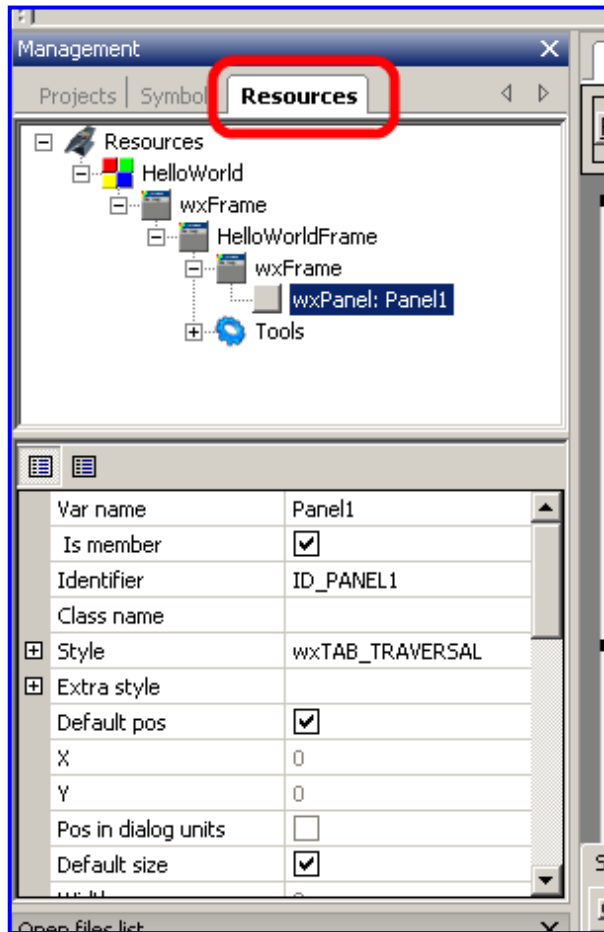 Management
Projects Symbol Resources
Resources
HelloWorld
wxFrame
HelloWorldFrame
wxFrame
wxPanel: Panel1
Tools
Var name Panel1
Is member
Identifier ID_PANEL1
Class name
Style wxTAB_TRAVERSAL
Extra style
Default pos
X 0
Y 0
Pos in dialog units
Default size
Open files list